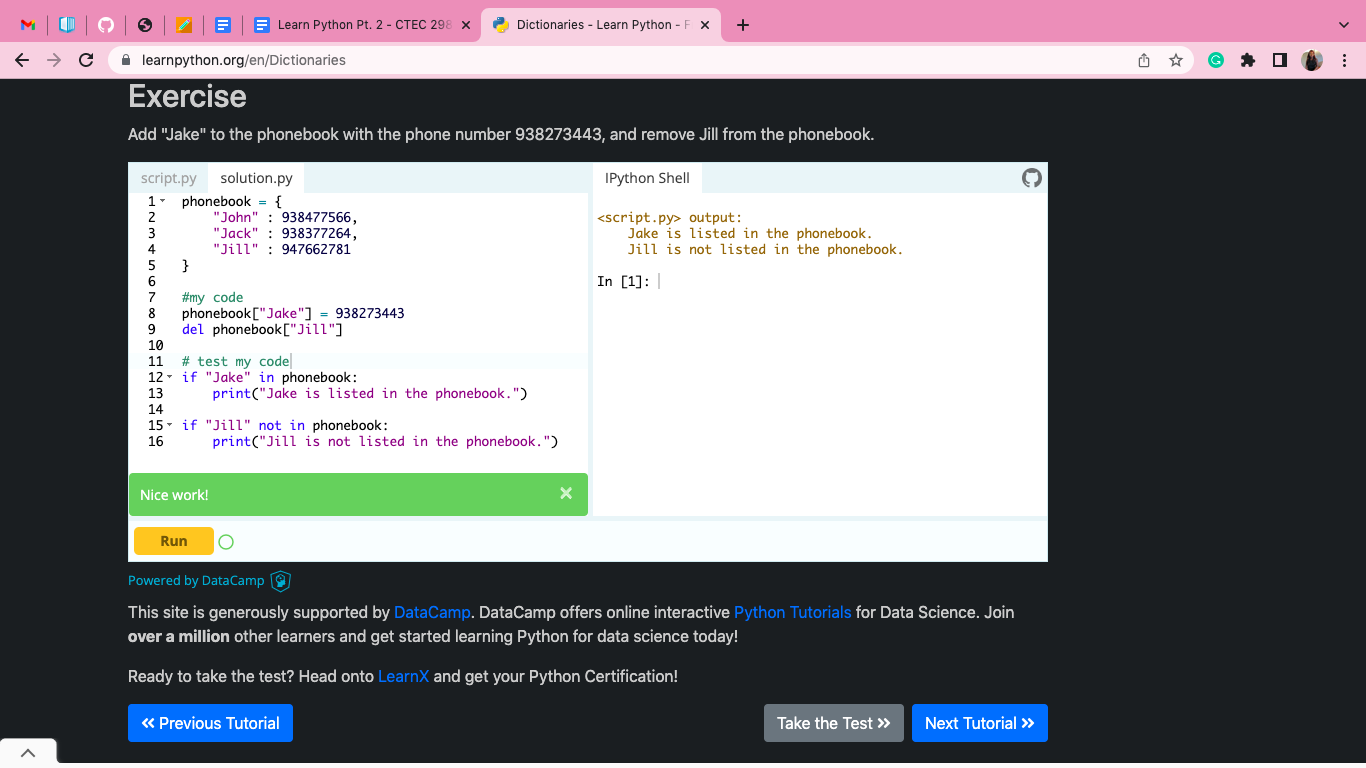 Learn Python Pt. 2 - CTEC 298
Dictionaries - Learn Python - F
learnpython.org/en/Dictionaries
Exercise
Add "Jake" to the phonebook with the phone number 938273443, and remove Jill from the phonebook.
script.py
solution.py
1 phonebook = {
2 "John" : 938477566,
3 "Jack" : 938377264,
4 "Jill" : 947662781
5 }
6
7 #my code
8 phonebook["Jake"] = 938273443
9 del phonebook["Jill"]
10
11 # test my code
12 if "Jake" in phonebook:
13 print("Jake is listed in the phonebook.")
14
15 if "Jill" not in phonebook:
16 print("Jill is not listed in the phonebook.")
Nice work!
Run
IPython Shell
<script.py> output:
Jake is listed in the phonebook.
Jill is not listed in the phonebook.
In [1]:
Powered by DataCamp
This site is generously supported by DataCamp. DataCamp offers online interactive Python Tutorials for Data Science. Join
over a million other learners and get started learning Python for data science today!
Ready to take the test? Head onto LearnX and get your Python Certification!
Previous Tutorial
Take the Test
Next Tutorial